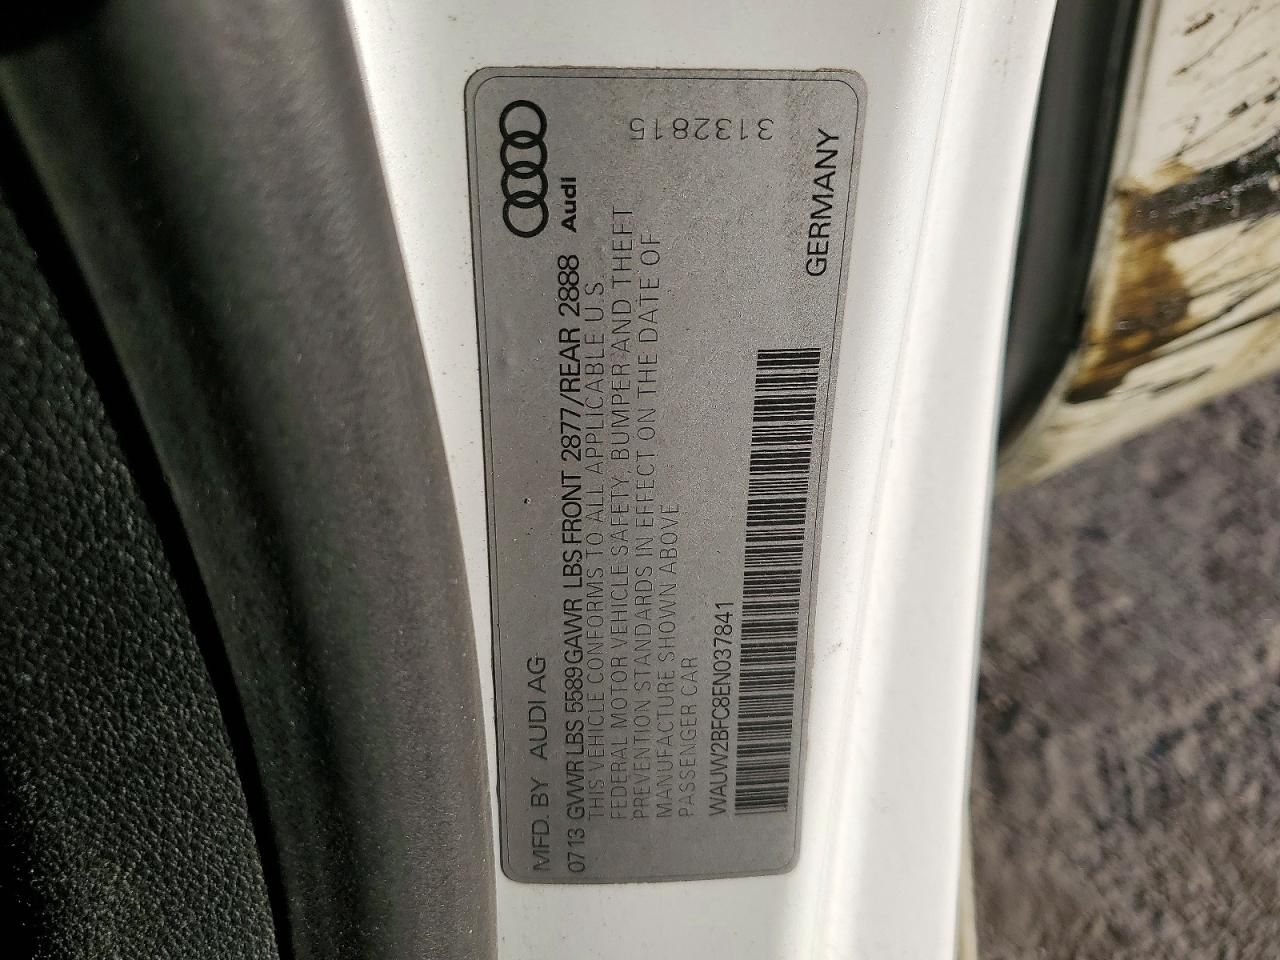 MFD. BY AUDI AG
0713 GVWR LBS 5589 GAWR LBS FRONT 2877/REAR 2888
THIS VEHICLE CONFORMS TO ALL APPLICABLE U.S
FEDERAL MOTOR VEHICLE SAFETY, BUMPER AND THEFT
PREVENTION STANDARDS IN EFFECT ON THE DATE OF
MANUFACTURE SHOWN ABOVE
PASSENGER CAR
WAUW2BFC8EN037841
Audi
3132815
GERMANY